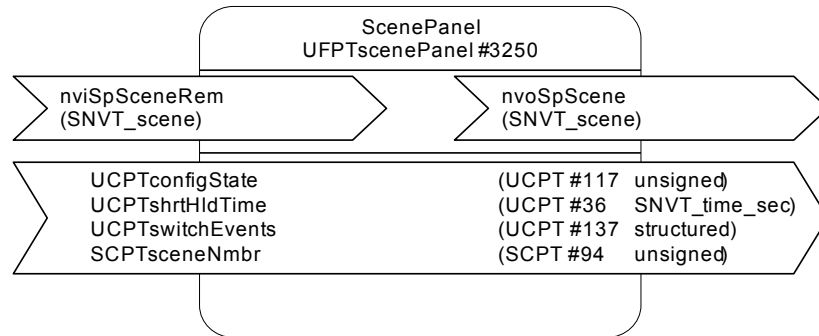 ScenePanel
UFPTscenePanel #3250
nviSpSceneRem
(SNVT_scene)
nvoSpScene
(SNVT_scene)
UCPTconfigState (UCPT #117 unsigned)
UCPTshrtHldTime (UCPT #36 SNVT_time_sec)
UCPTswitchEvents (UCPT #137 structured)
SCPTsceneNmbr (SCPT #94 unsigned)